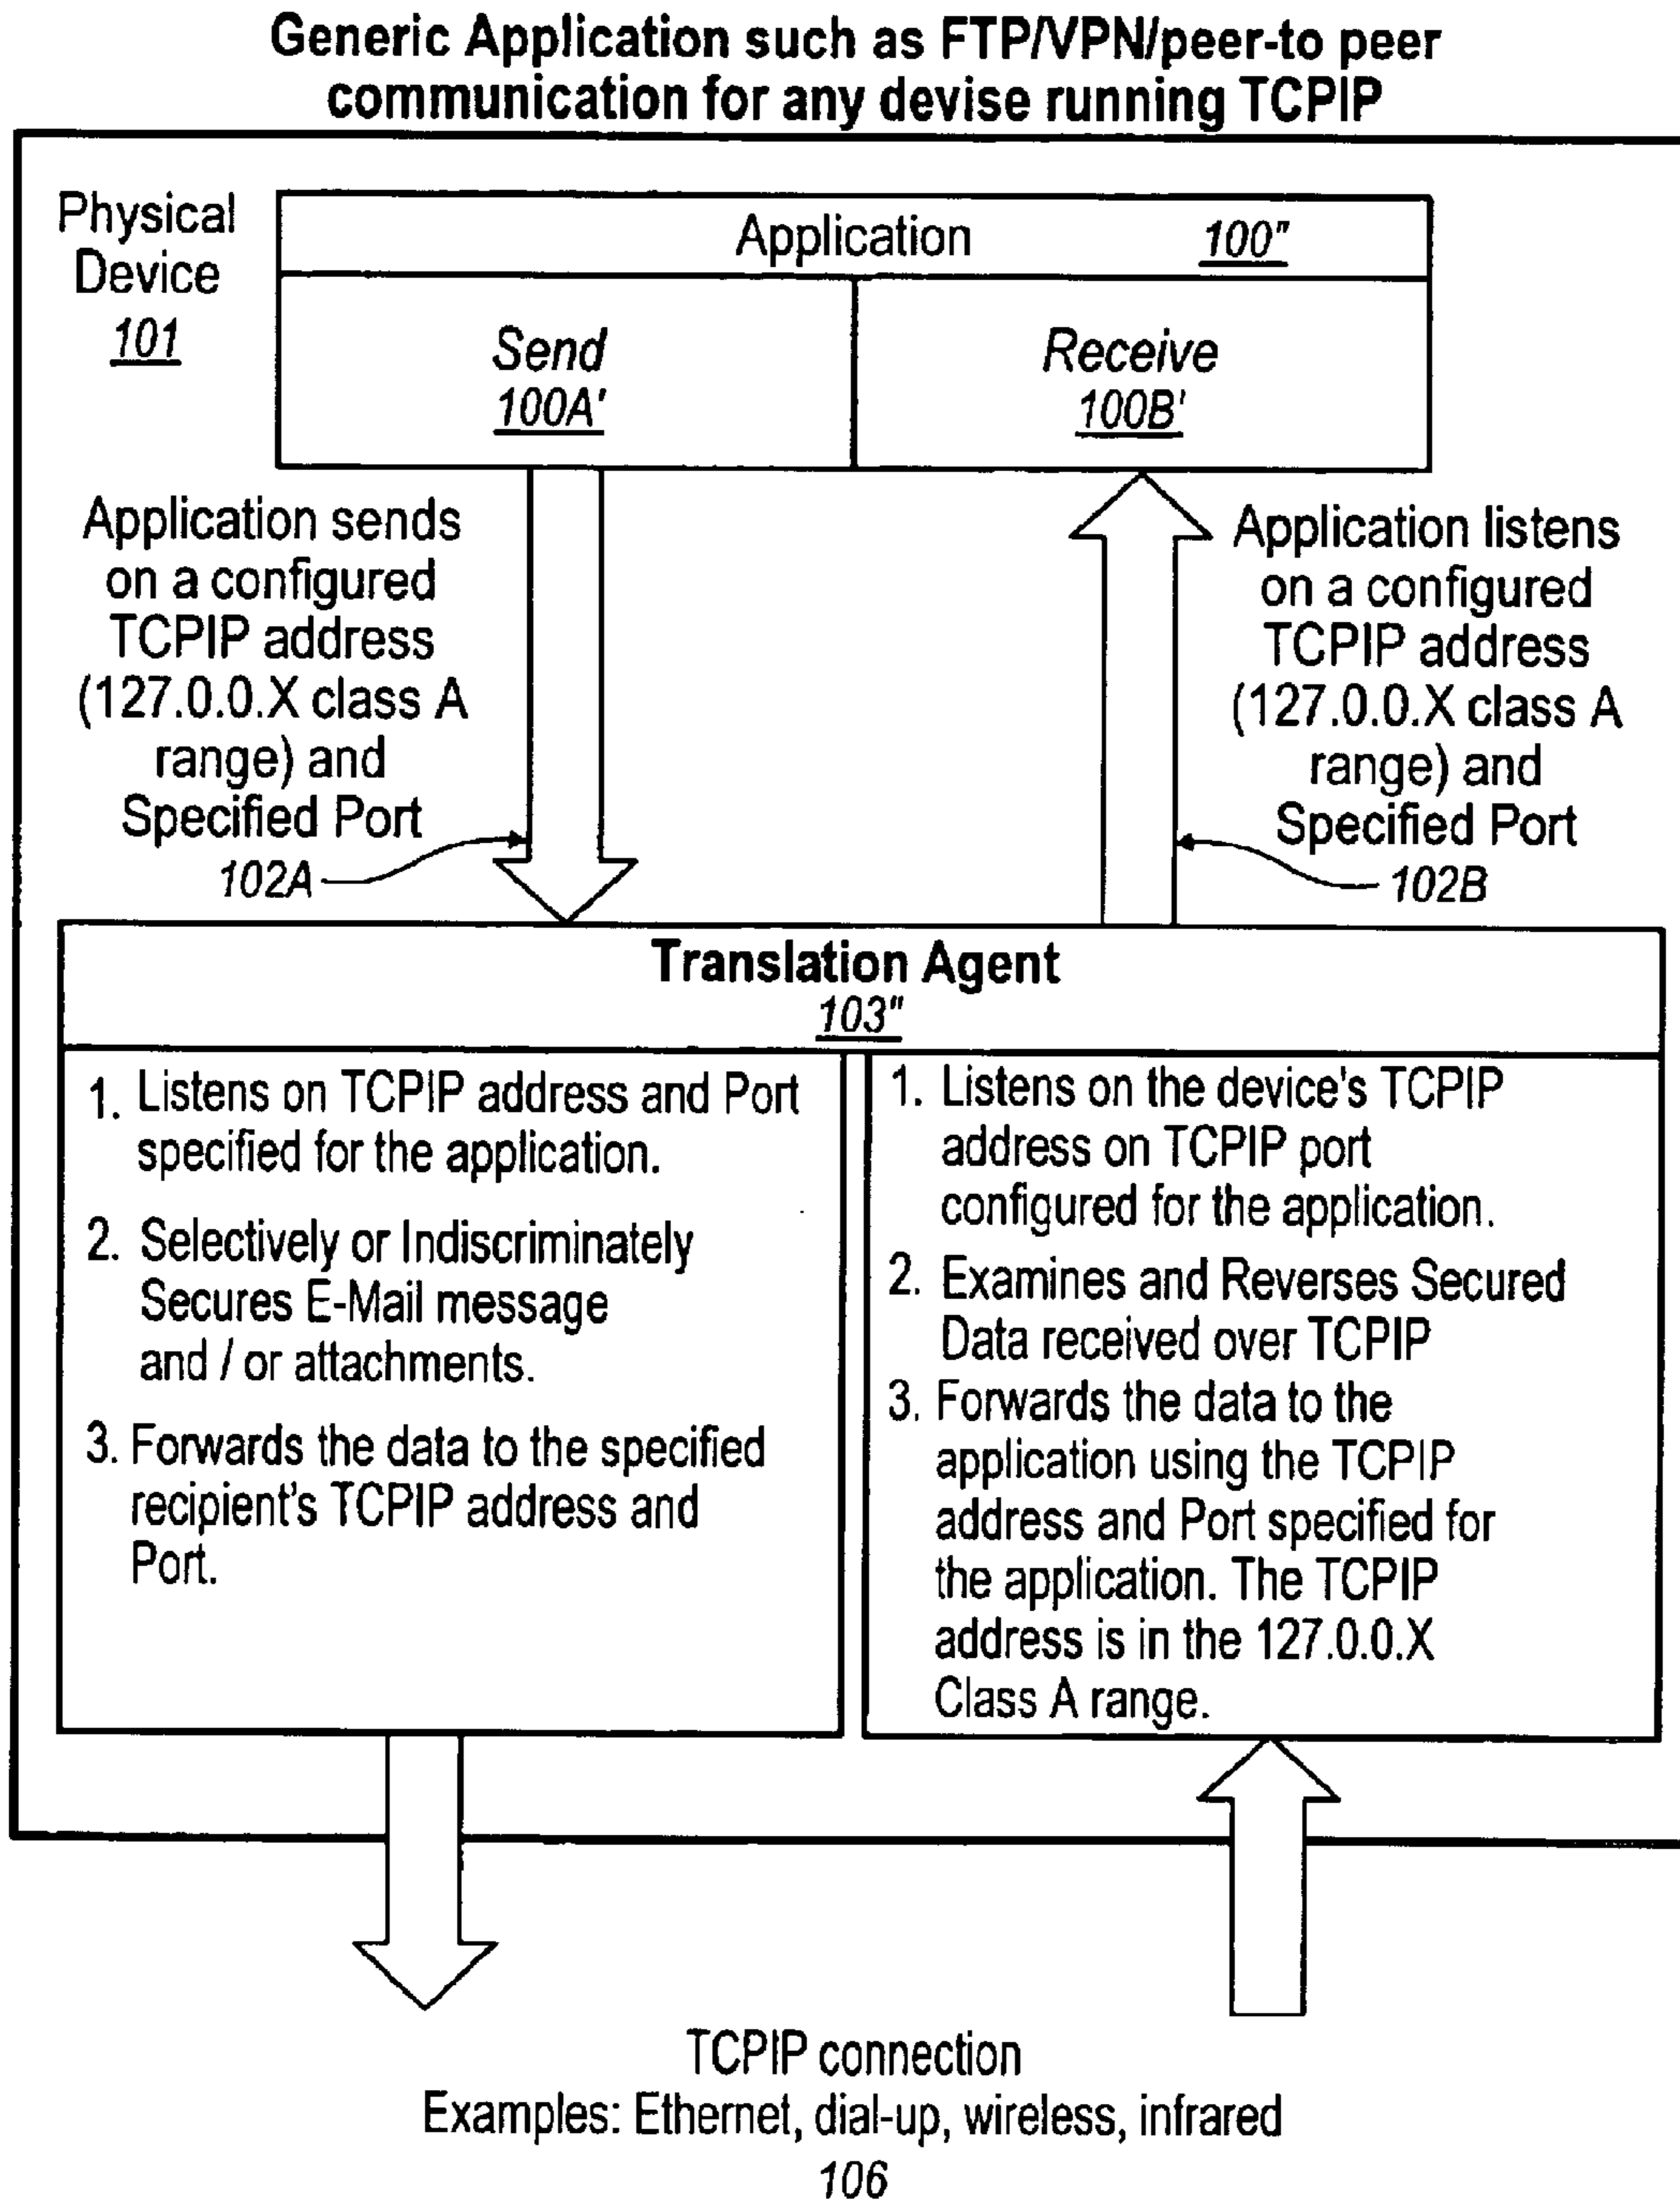 Generic Application such as FTP/VPN/peer-to peer
communication for any devise running TCPIP
Physical
Device
101
Application 100"
Send
100A'
Receive
100B'
Application sends
on a configured
TCPIP address
(127.0.0.X class A
range) and
Specified Port
102A
Application listens
on a configured
TCPIP address
(127.0.0.X class A
range) and
Specified Port
102B
Translation Agent
103"
1. Listens on TCPIP address and Port
specified for the application.
2. Selectively or Indiscriminately
Secures E-Mail message
and / or attachments.
3. Forwards the data to the specified
recipient's TCPIP address and
Port.
1. Listens on the device's TCPIP
address on TCPIP port
configured for the application.
2. Examines and Reverses Secured
Data received over TCPIP
3. Forwards the data to the
application using the TCPIP
address and Port specified for
the application. The TCPIP
address is in the 127.0.0.X
Class A range.
TCPIP connection
Examples: Ethernet, dial-up, wireless, infrared
106